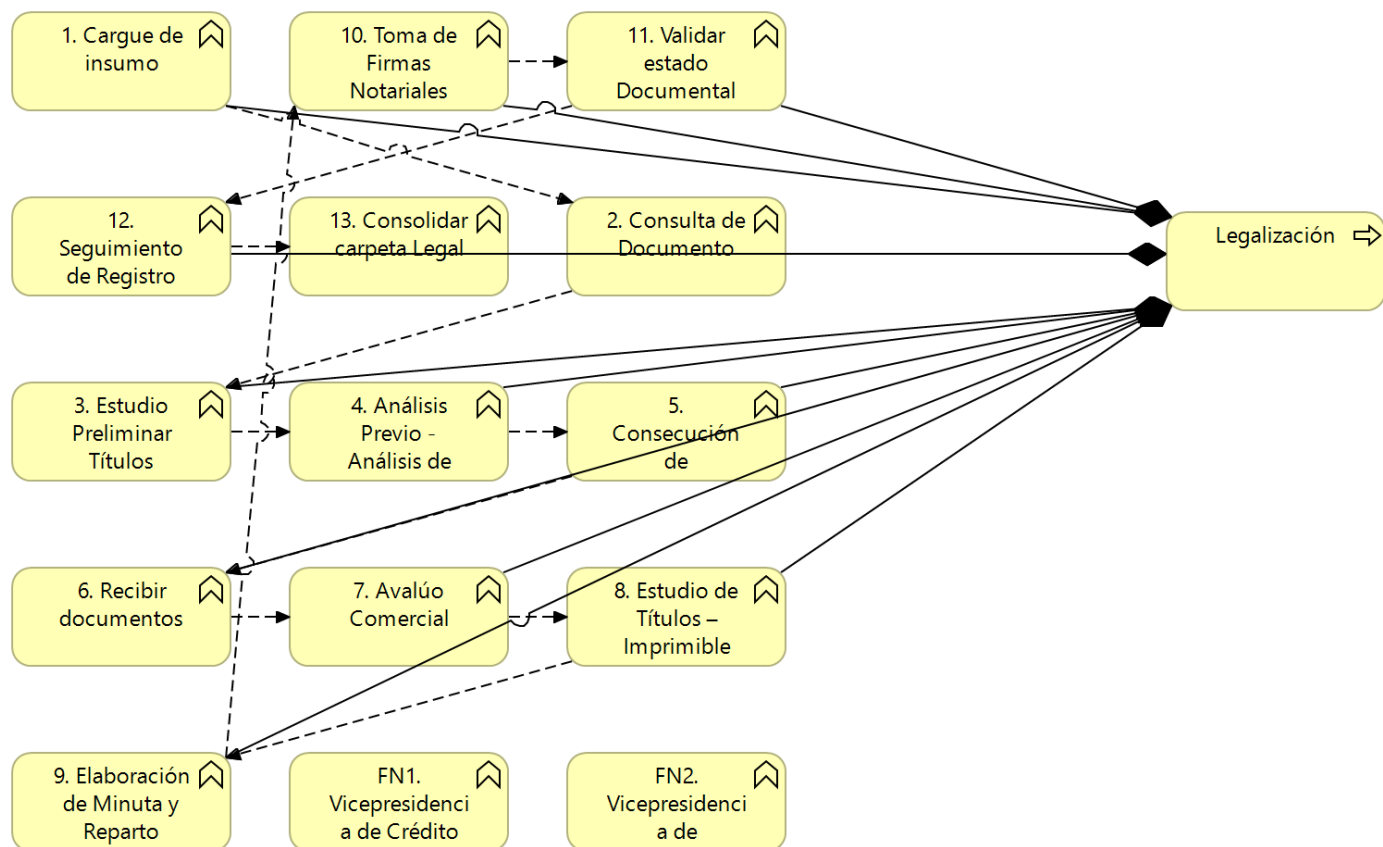 1. Cargue de
insumo
10. Toma de
Firmas
Notariales
11. Validar
estado
Documental
12.
Seguimiento
de Registro
13. Consolidar
carpeta Legal
2. Consulta de
Documento
Legalización
3. Estudio
Preliminar
Títulos
4. Análisis
Previo -
Análisis de
5.
Consecución
de
6. Recibir
documentos
7. Avalúo
Comercial
8. Estudio de
Títulos –
Imprimible
9. Elaboración
de Minuta y
Reparto
FN1.
Vicepresidenci
a de Crédito
FN2.
Vicepresidenci
a de